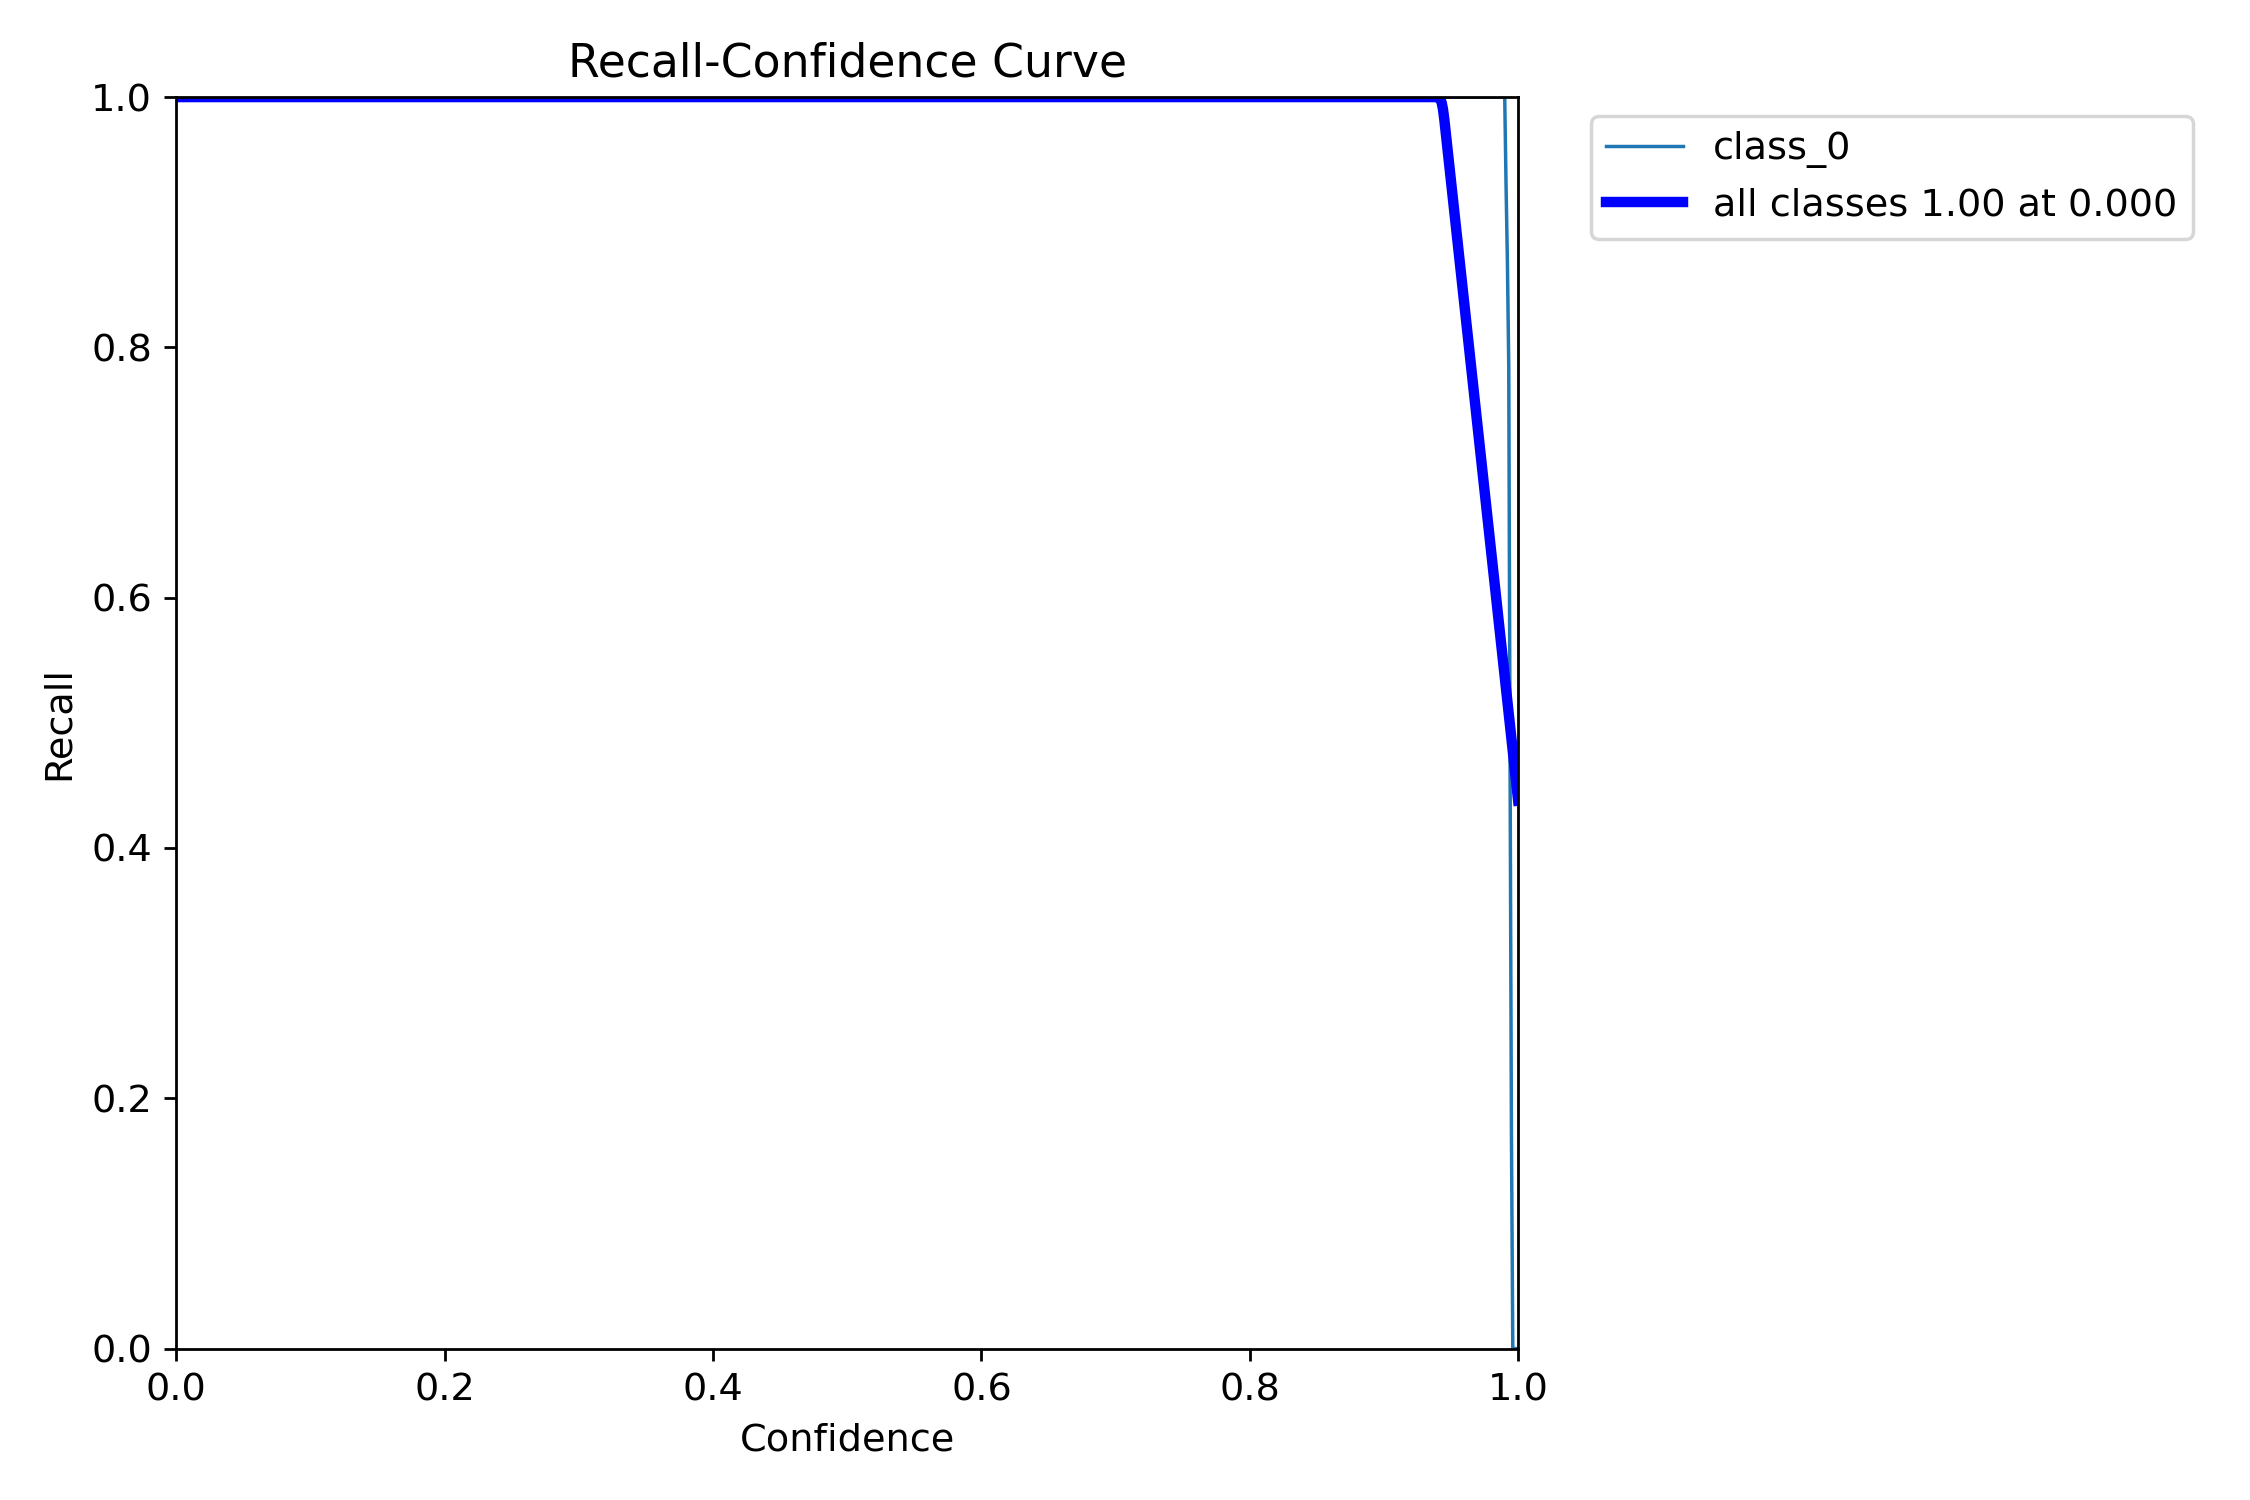 Recall-Confidence Curve
1.0
0.8
0.6
0.4
0.2
0.0
Recall
0.0 0.2 0.4 0.6 0.8 1.0
Confidence
class_0
all classes 1.00 at 0.000